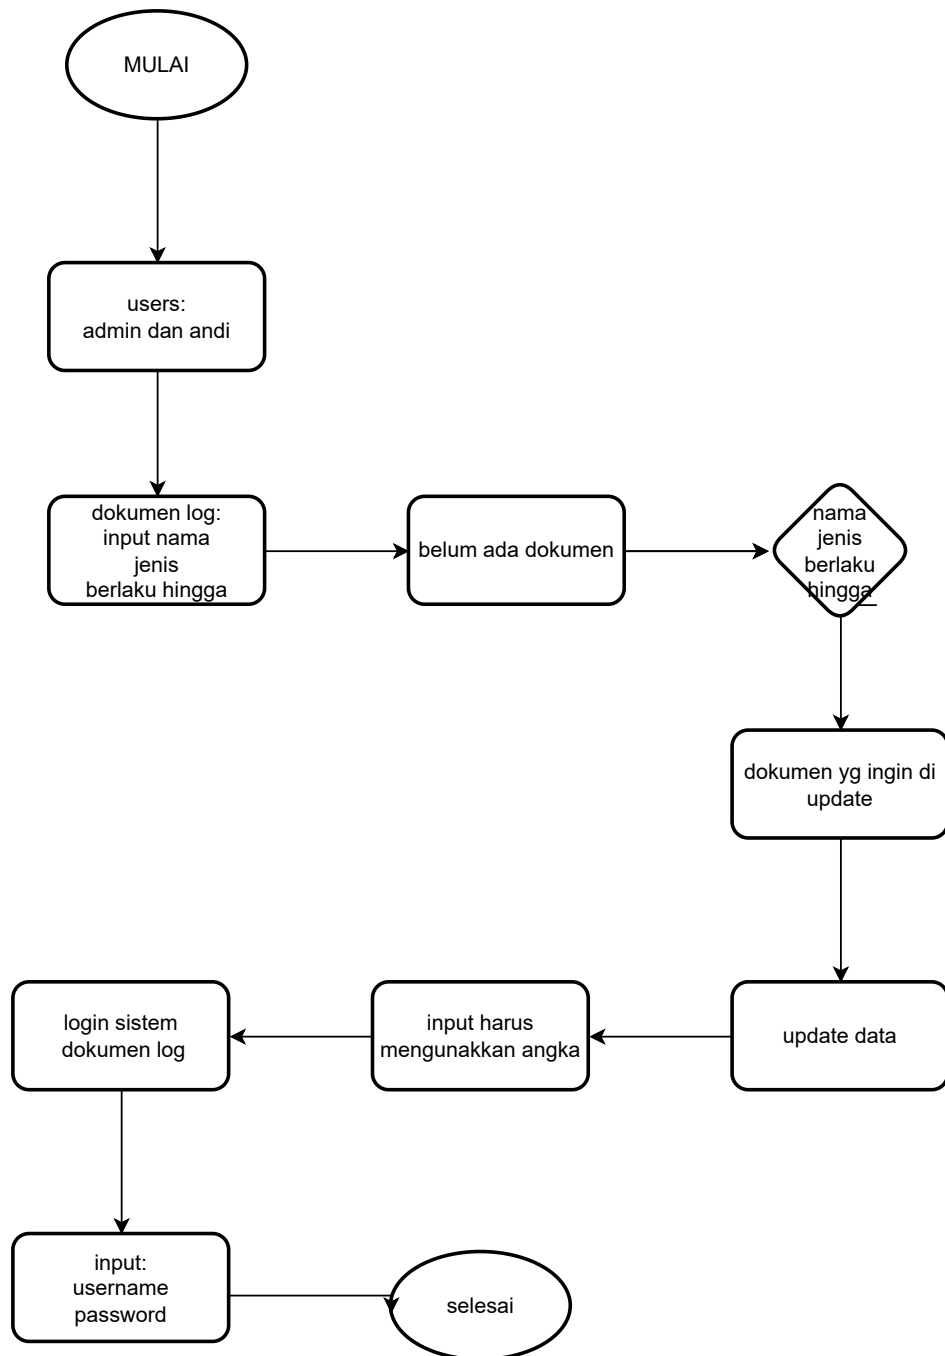 MULAI
users:
admin dan andi
dokumen log:
input nama
jenis
berlaku hingga
belum ada dokumen
nama
jenis
berlaku
hingga
dokumen yg ingin di
update
update data
input harus
mengunakkan angka
login sistem
dokumen log
input:
username
password
selesai